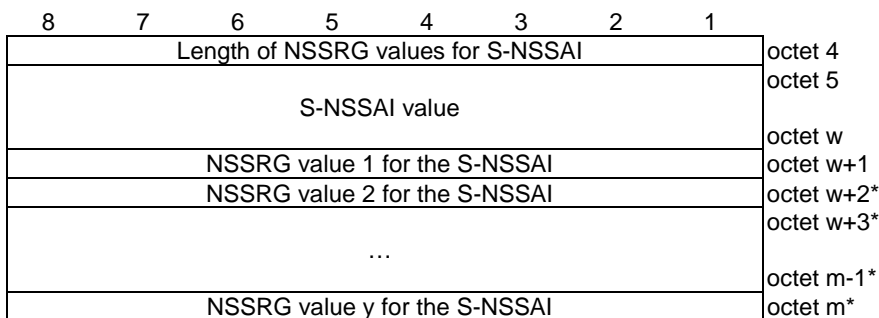 8 7 6 5 4 3 2 1
Length of NSSRG values for S-NSSAI octet 4
octet 5
S-NSSAI value
octet w
NSSRG value 1 for the S-NSSAI octet w+1
NSSRG value 2 for the S-NSSAI octet w+2*
octet w+3*
…
octet m-1*
NSSRG value y for the S-NSSAI octet m*